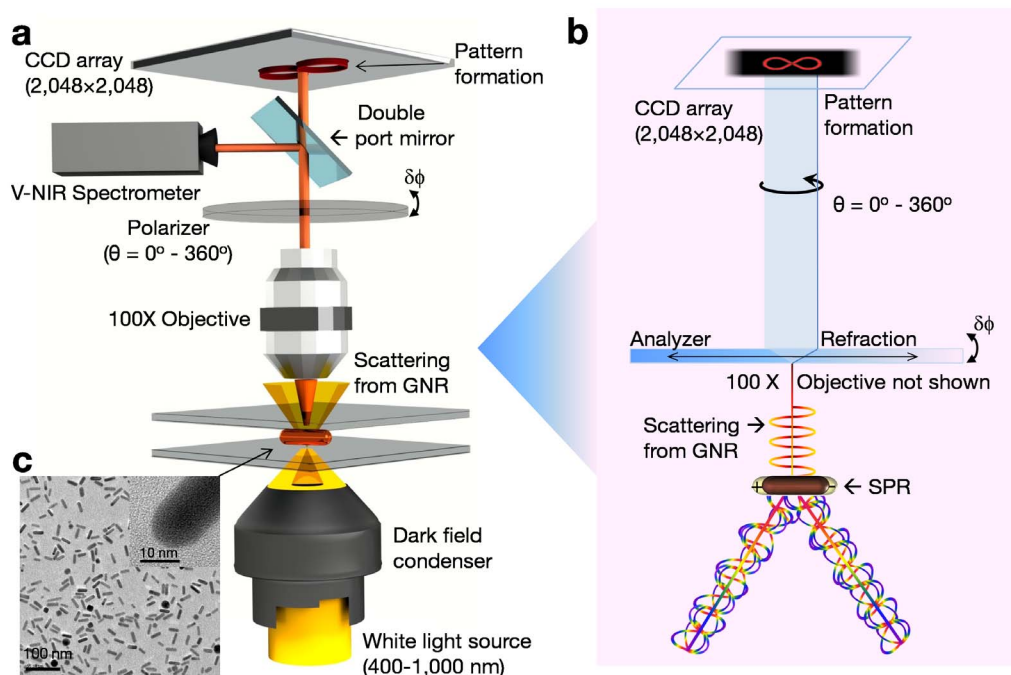 a
CCD array
(2,048×2,048)
Pattern
formation
Double
port mirror
V-NIR Spectrometer
δϕ
Polarizer
(θ = 0º - 360º)
100X Objective
Scattering
from GNR
c
10 nm
100 nm
Dark field
condenser
White light source
(400-1,000 nm)
b
CCD array
(2,048×2,048)
Pattern
formation
θ = 0º - 360º
Analyzer
Refraction
δϕ
100 X
Objective not shown
Scattering
from GNR
+
-
SPR